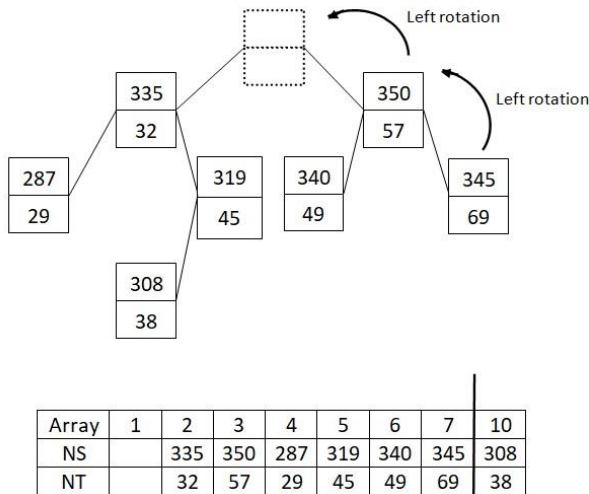 Left rotation
335
32
350
57
Left rotation
287
29
319
45
340
49
345
69
308
38
Array 1 2 3 4 5 6 7 10
NS 335 350 287 319 340 345 308
NT 32 57 29 45 49 69 38